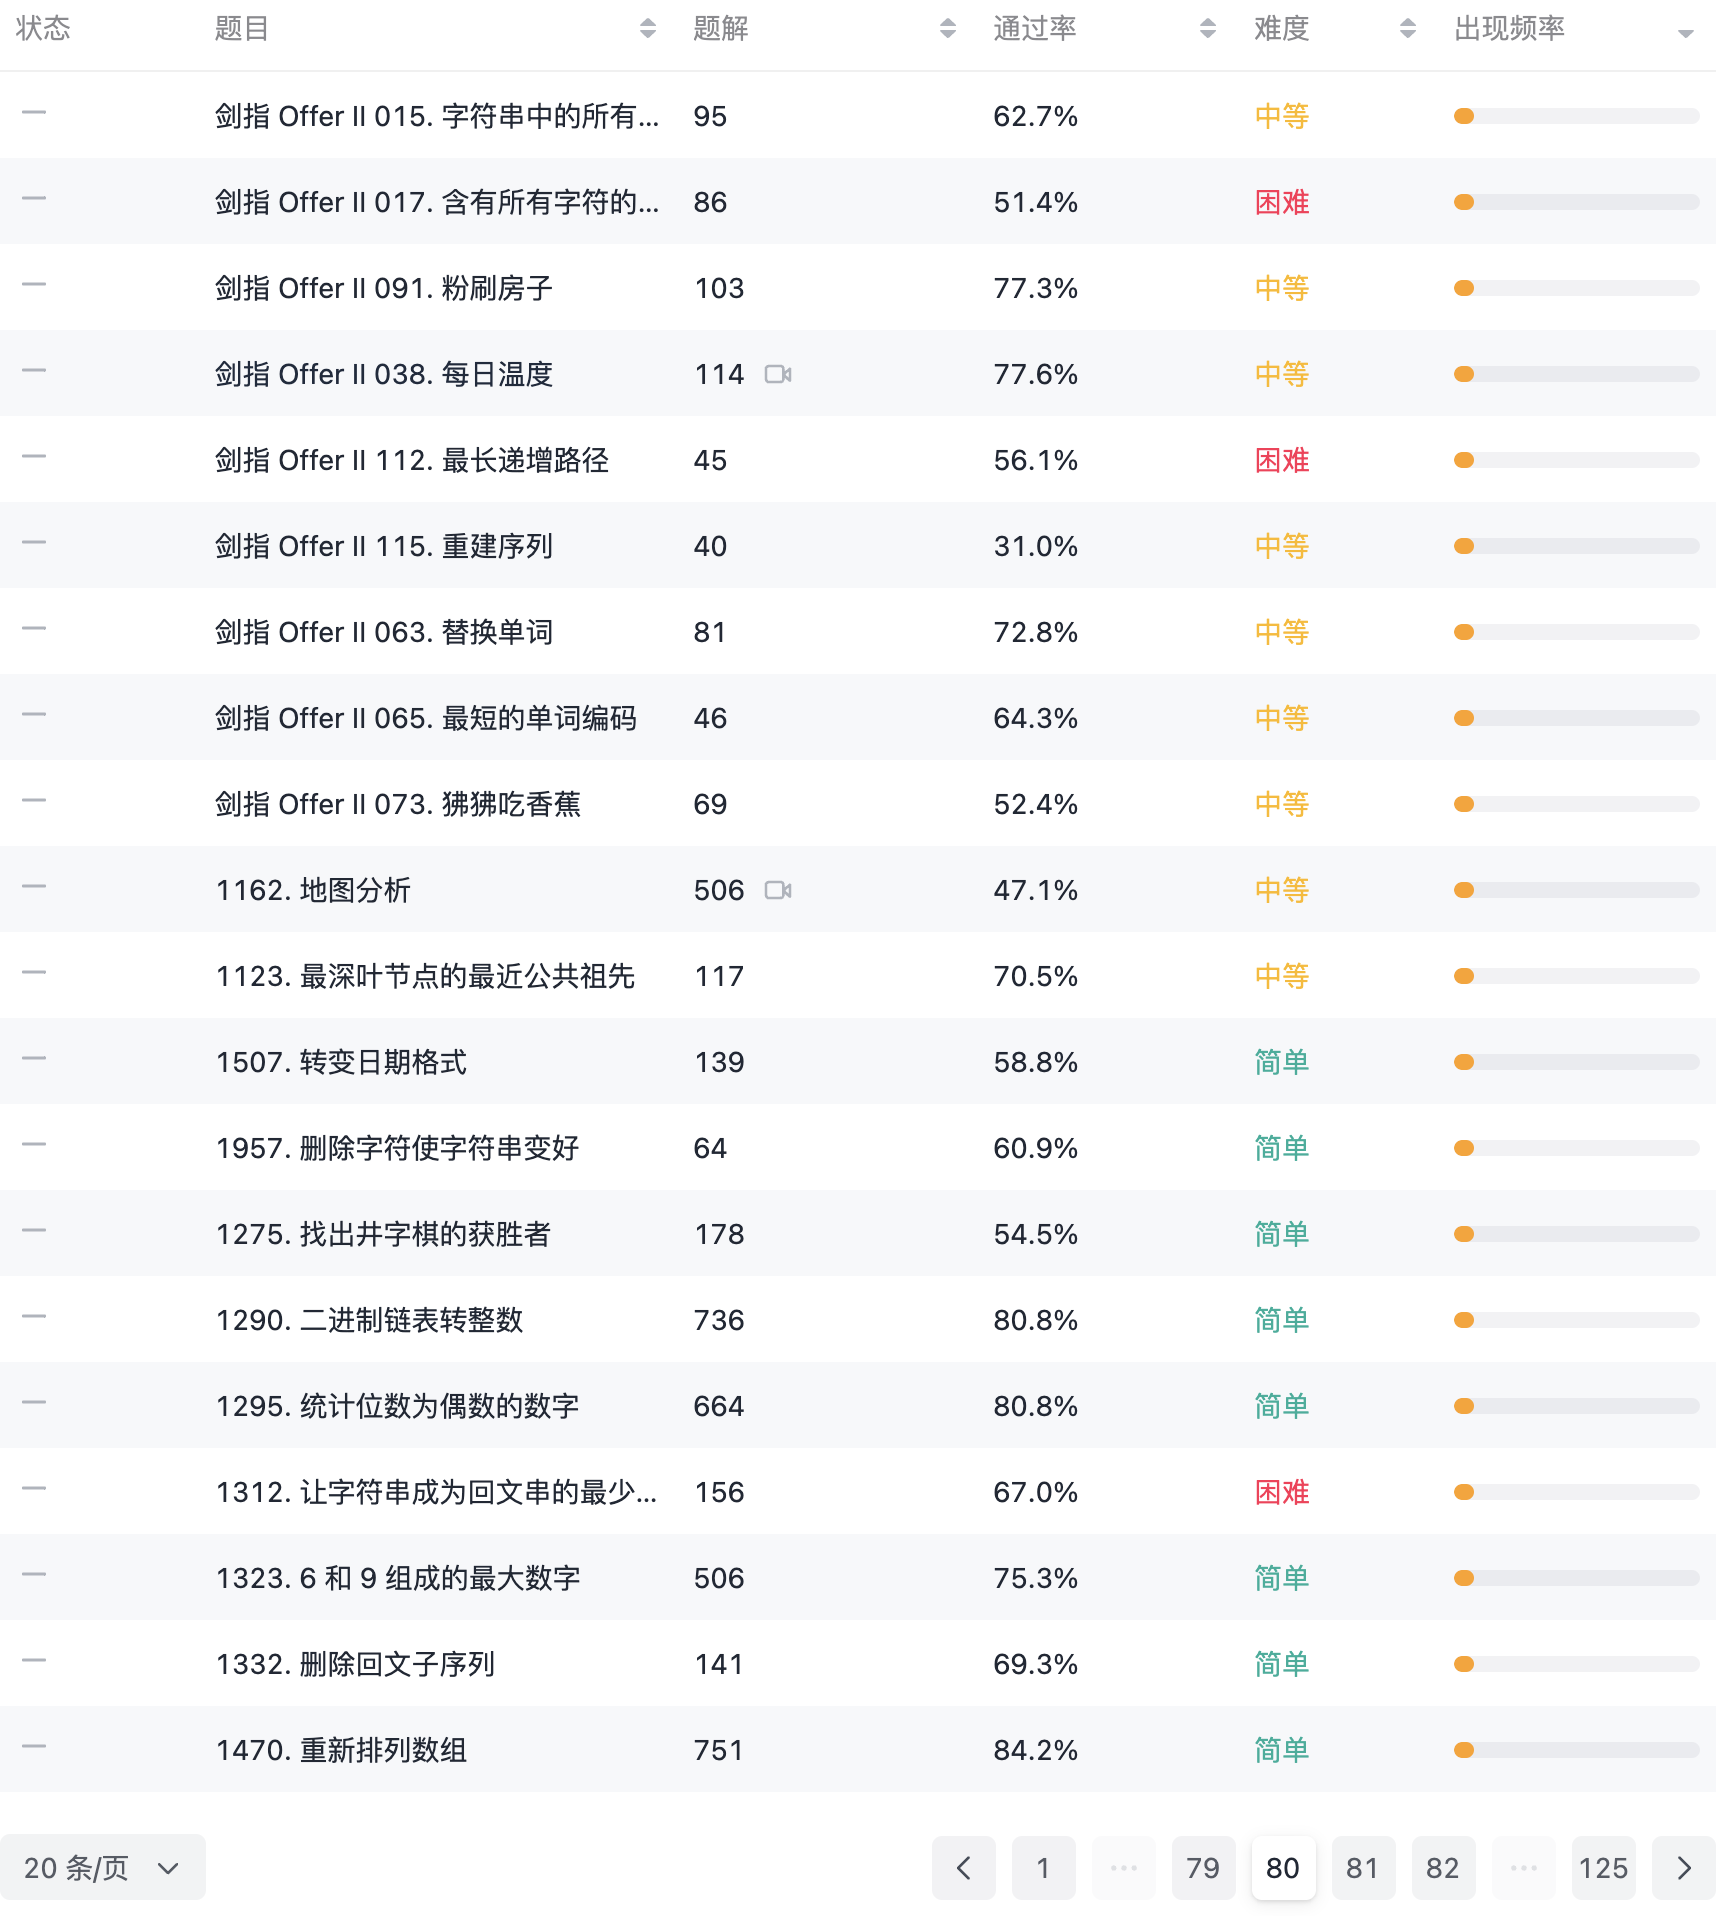 状态 题目 题解 通过率 难度 出现频率
剑指 Offer II 015. 字符串中的所有... 95 62.7% 中等
剑指 Offer II 017. 含有所有字符的... 86 51.4% 困难
剑指 Offer II 091. 粉刷房子 103 77.3% 中等
剑指 Offer II 038. 每日温度 114 77.6% 中等
剑指 Offer II 112. 最长递增路径 45 56.1% 困难
剑指 Offer II 115. 重建序列 40 31.0% 中等
剑指 Offer II 063. 替换单词 81 72.8% 中等
剑指 Offer II 065. 最短的单词编码 46 64.3% 中等
剑指 Offer II 073. 狒狒吃香蕉 69 52.4% 中等
1162. 地图分析 506 47.1% 中等
1123. 最深叶节点的最近公共祖先 117 70.5% 中等
1507. 转变日期格式 139 58.8% 简单
1957. 删除字符使字符串变好 64 60.9% 简单
1275. 找出井字棋的获胜者 178 54.5% 简单
1290. 二进制链表转整数 736 80.8% 简单
1295. 统计位数为偶数的数字 664 80.8% 简单
1312. 让字符串成为回文串的最少... 156 67.0% 困难
1323. 6 和 9 组成的最大数字 506 75.3% 简单
1332. 删除回文子序列 141 69.3% 简单
1470. 重新排列数组 751 84.2% 简单
20 条/页 1 ... 79 80 81 82 ... 125